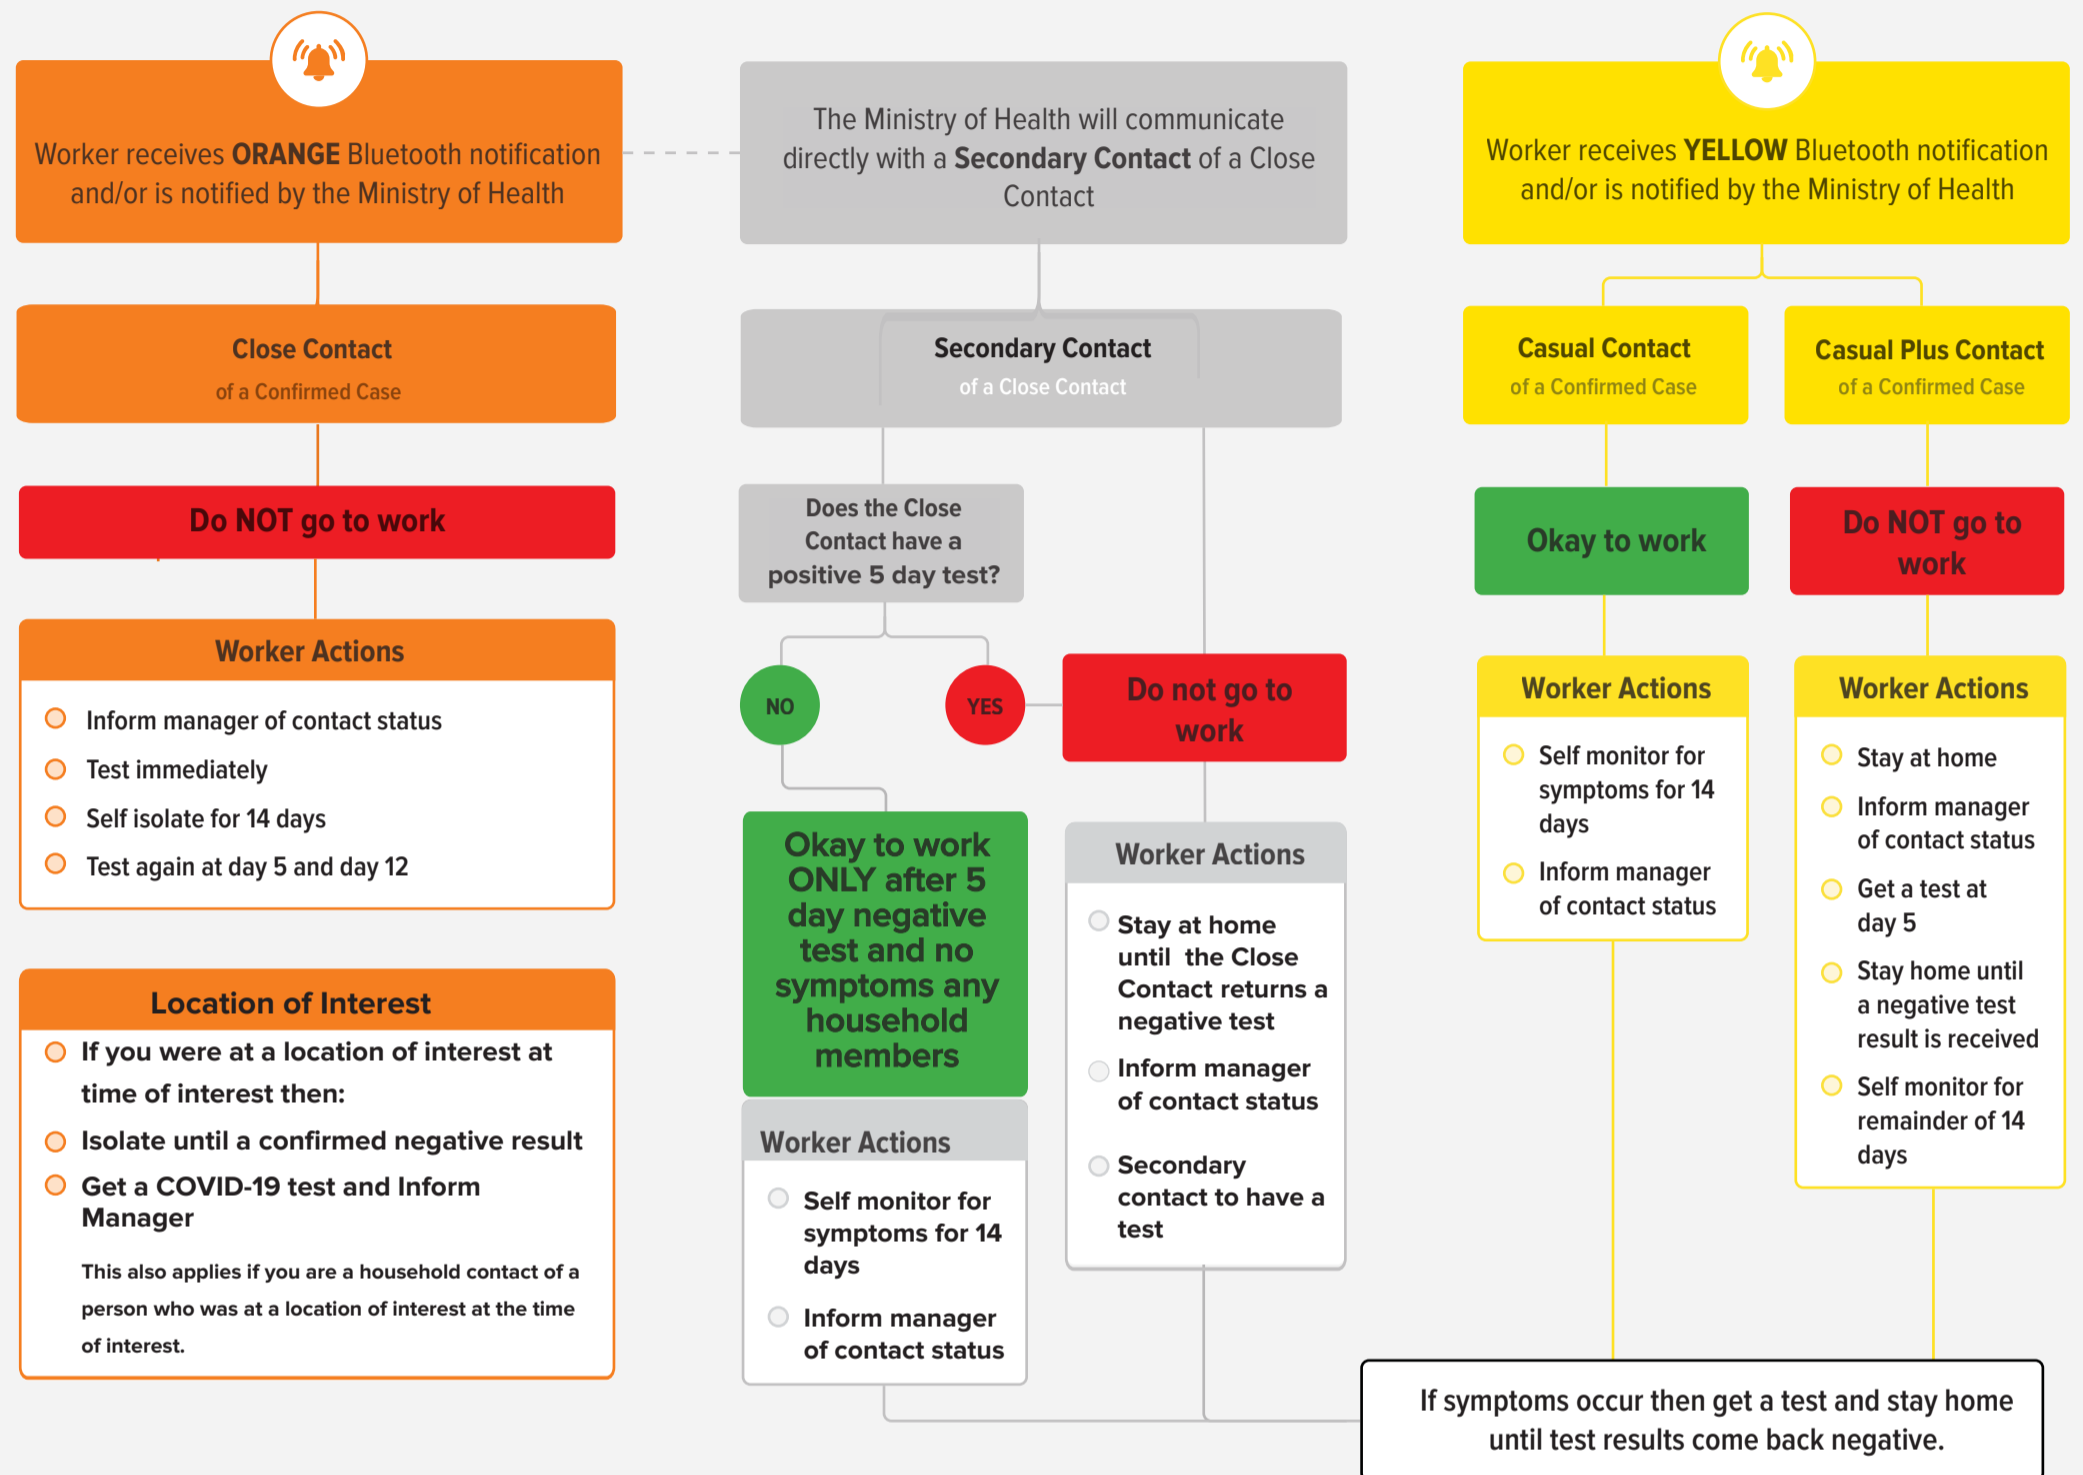 Worker receives ORANGE Bluetooth notification
and/or is notified by the Ministry of Health
Close Contact
of a Confirmed Case
Do NOT go to work
Worker Actions
Inform manager of contact status
Test immediately
Self isolate for 14 days
Test again at day 5 and day 12
Location of Interest
If you were at a location of interest at
time of interest then:
Isolate until a confirmed negative result
Get a COVID-19 test and Inform
Manager
This also applies if you are a household contact of a
person who was at a location of interest at the time
of interest.
The Ministry of Health will communicate
directly with a Secondary Contact of a Close
Contact
Secondary Contact
of a Close Contact
Does the Close
Contact have a
positive 5 day test?
NO
YES
Okay to work
ONLY after 5
day negative
test and no
symptoms any
household
members
Worker Actions
Self monitor for
symptoms for 14
days
Inform manager
of contact status
Do not go to
work
Worker Actions
Stay at home
until the Close
Contact returns a
negative test
Inform manager
of contact status
Secondary
contact to have a
test
Worker receives YELLOW Bluetooth notification
and/or is notified by the Ministry of Health
Casual Contact
of a Confirmed Case
Okay to work
Worker Actions
Self monitor for
symptoms for 14
days
Inform manager
of contact status
Casual Plus Contact
of a Confirmed Case
Do NOT go to
work
Worker Actions
Stay at home
Inform manager
of contact status
Get a test at
day 5
Stay home until
a negative test
result is received
Self monitor for
remainder of 14
days
If symptoms occur then get a test and stay home
until test results come back negative.